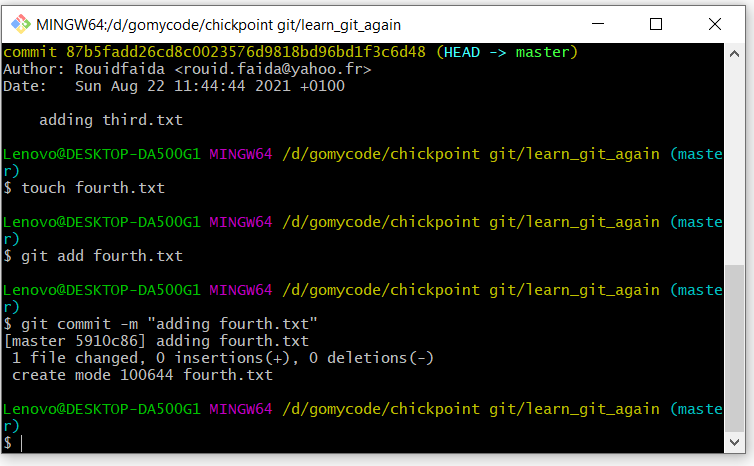 MINGW64:/d/gomycode/chickpoint git/learn_git_again
commit 87b5fadd26cd8c0023576d9818bd96bd1f3c6d48 (HEAD -> master)
Author: Rouidfaida <rouid.faida@yahoo.fr>
Date:   Sun Aug 22 11:44:44 2021 +0100
    adding third.txt
Lenovo@DESKTOP-DA500G1 MINGW64 /d/gomycode/chickpoint git/learn_git_again (maste
r)
$ touch fourth.txt
Lenovo@DESKTOP-DA500G1 MINGW64 /d/gomycode/chickpoint git/learn_git_again (maste
r)
$ git add fourth.txt
Lenovo@DESKTOP-DA500G1 MINGW64 /d/gomycode/chickpoint git/learn_git_again (maste
r)
$ git commit -m "adding fourth.txt"
[master 5910c86] adding fourth.txt
 1 file changed, 0 insertions(+), 0 deletions(-)
 create mode 100644 fourth.txt
Lenovo@DESKTOP-DA500G1 MINGW64 /d/gomycode/chickpoint git/learn_git_again (maste
r)
$